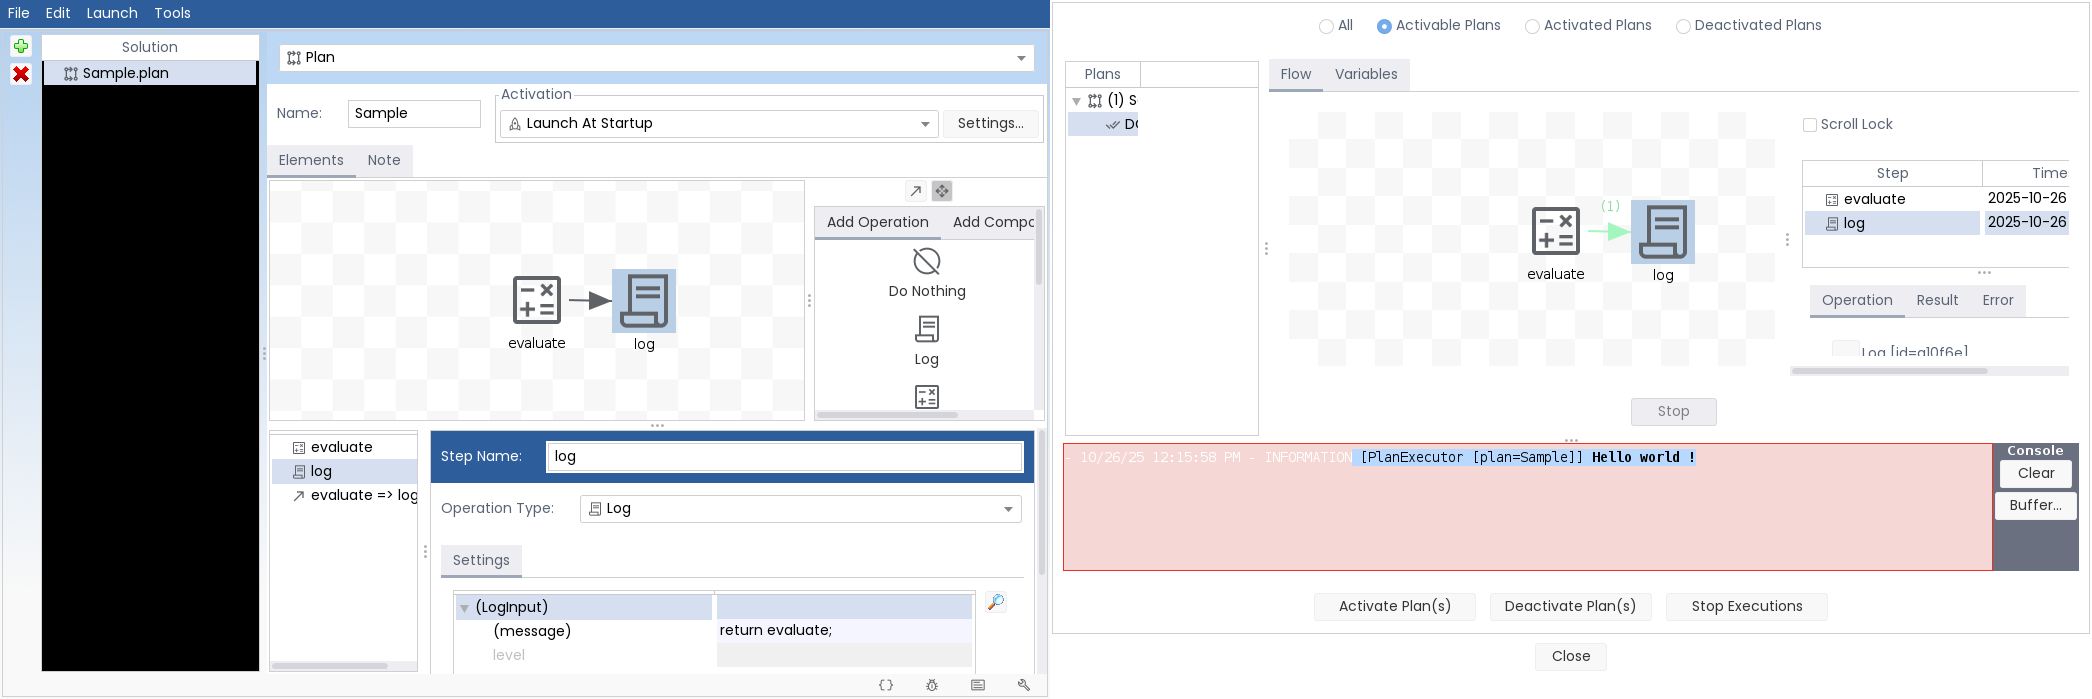 File Edit Launch Tools
Solution
Sample.plan
Plan
Name: Sample
Activation
Launch At Startup
Settings...
Elements Note
Add Operation Add Compo
Do Nothing
Log
evaluate
log
evaluate
log
evaluate => log
Step Name: log
Operation Type: Log
Settings
(LogInput)
(message) return evaluate;
level
All Activable Plans Activated Plans Deactivated Plans
Plans
(1) S
Flow Variables
Scroll Lock
Step Time
evaluate 2025-10-26
log 2025-10-26
(1)
evaluate
log
Operation Result Error
Log [id=a10f6e]
Stop
- 10/26/25 12:15:58 PM - INFORMATION [PlanExecutor [plan=Sample]] Hello world !
Console
Clear
Buffer...
Activate Plan(s) Deactivate Plan(s) Stop Executions
Close